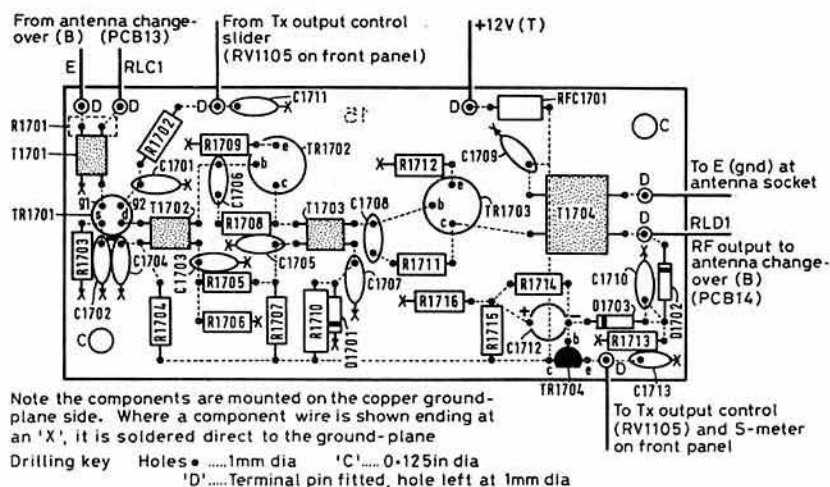 From antenna change-
over (B) (PCB13)
E RLC1
From Tx output control
slider
(RV1105 on front panel)
+12V (T)
D D D D
C1711
RFC1701
C
R1701
T1701
R1702
C1701
R1709
TR1702
e
b
c
C1706
R1712
C1709
e
b
c
TR1703
To E (gnd) at
antenna socket
D
T1704
D
RLD1
RF output to
antenna change-
over (B)
(PCB14)
TR1701
g1 g2
s d
T1702
R1708
T1703
C1708
R1703
C1704
C1702
C1703
C1705
C1707
R1711
R1704
R1705
R1706
R1707
R1710
D1701
R1716
R1714
R1715
+ -
C1712
D1703
C1710
D1702
R1713
b
c e
TR1704
D
C1713
C
To Tx output control
(RV1105) and S-meter
on front panel
Note the components are mounted on the copper ground-
plane side. Where a component wire is shown ending at
an 'X', it is soldered direct to the ground-plane
Drilling key Holes • .....1mm dia 'C'..... 0·125in dia
'D'.....Terminal pin fitted, hole left at 1mm dia